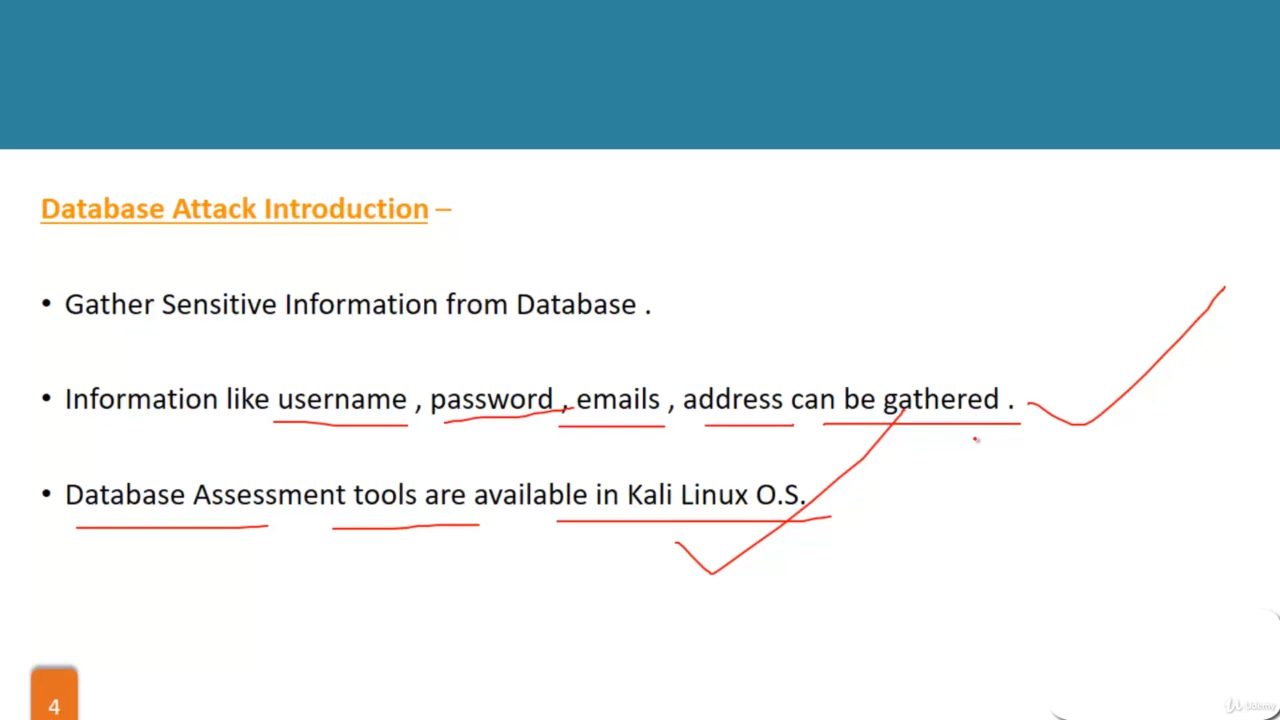 Database Attack Introduction –
• Gather Sensitive Information from Database .
• Information like username , password , emails , address can be gathered .
• Database Assessment tools are available in Kali Linux O.S.
4
Udemy